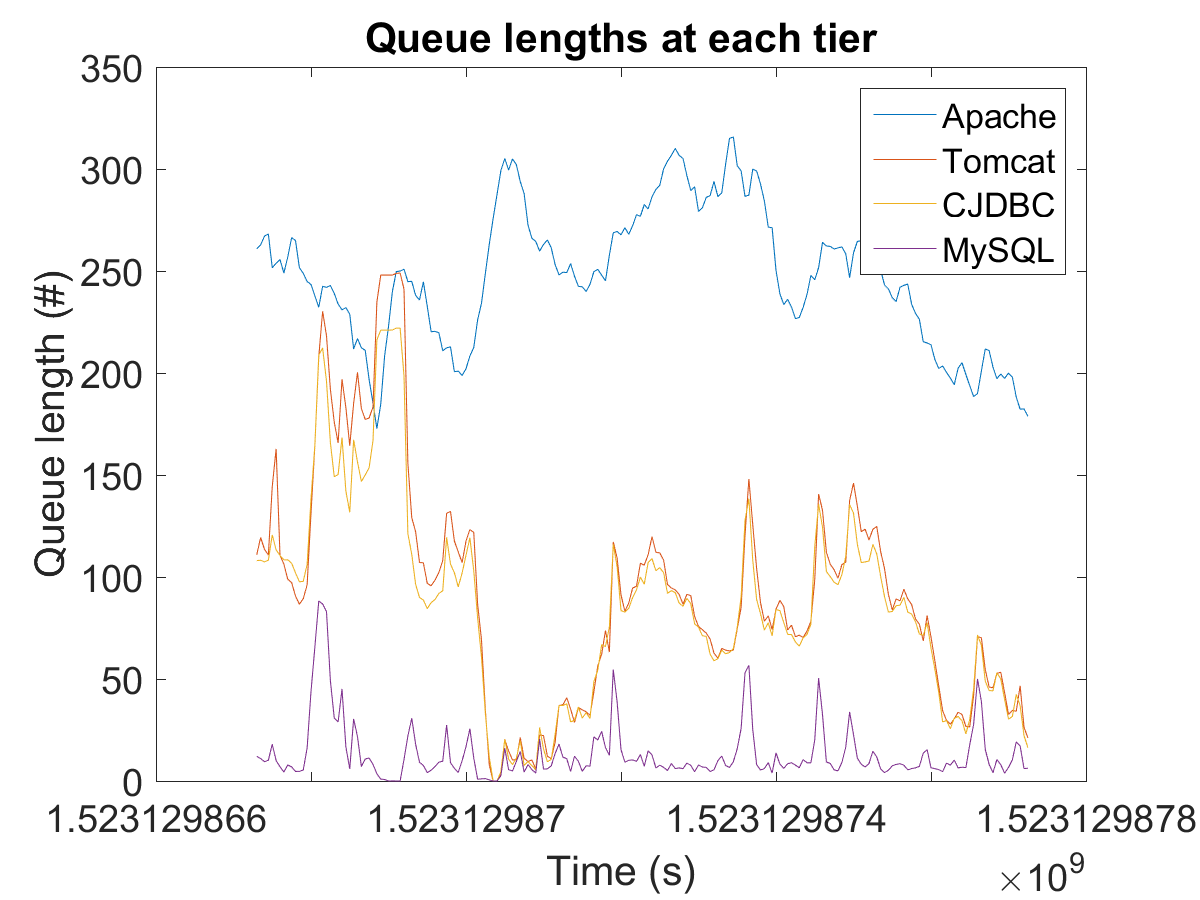 Queue lengths at each tier
350
300
250
200
150
100
50
0
Queue length (#)
Apache
Tomcat
CJDBC
MySQL
1.523129866
1.52312987
1.523129874
1.523129878
Time (s)
×10⁹